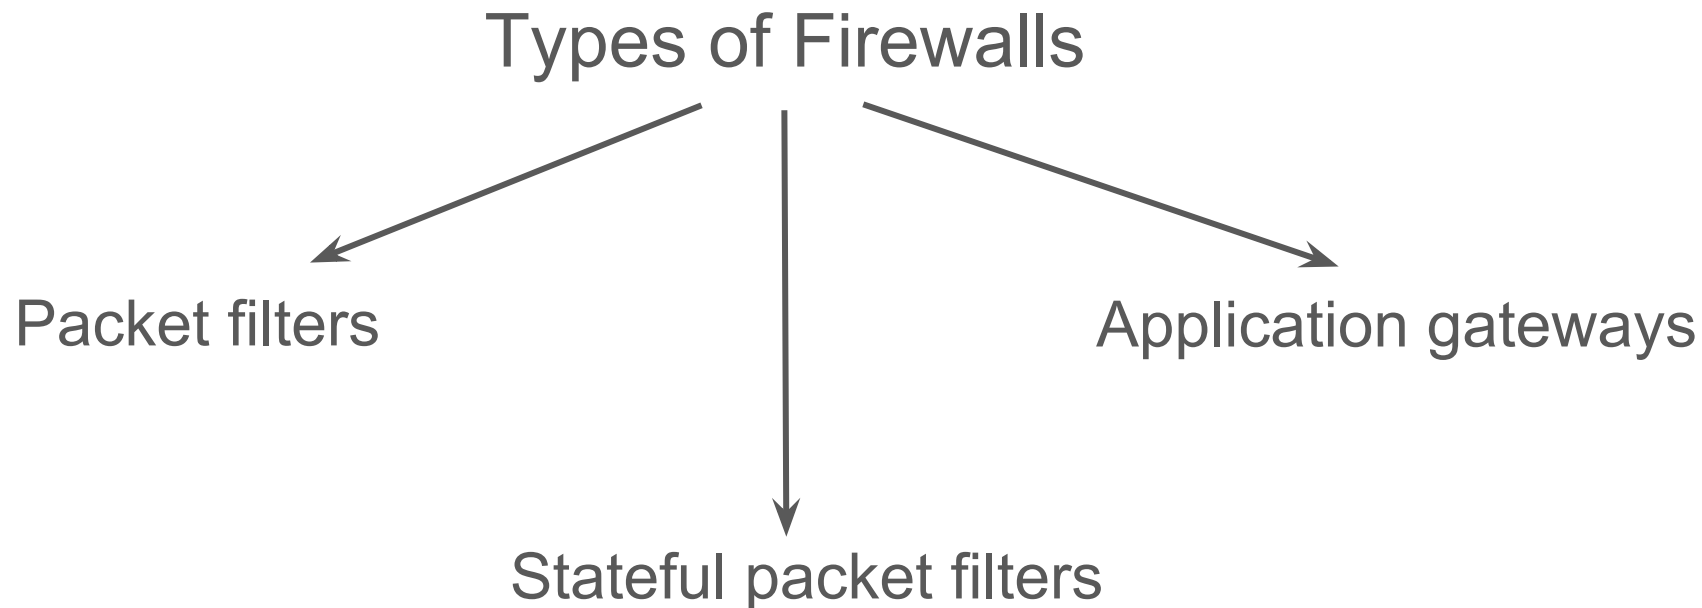 Types of Firewalls
Packet filters
Application gateways
Stateful packet filters